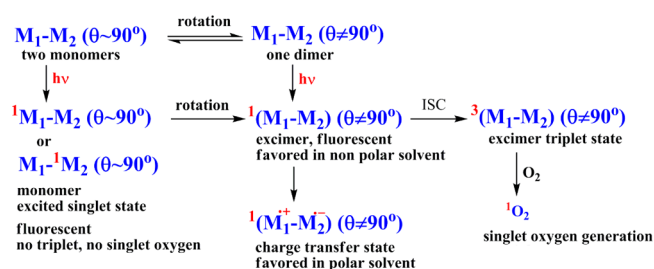 rotation
M₁-M₂ (θ~90°)
M₁-M₂ (θ≠90°)
two monomers
one dimer
hν
hν
¹M₁-M₂ (θ~90°)
rotation
¹(M₁-M₂) (θ≠90°)
ISC
³(M₁-M₂) (θ≠90°)
or
excimer, fluorescent
favored in non polar solvent
excimer triplet state
M₁-¹M₂ (θ~90°)
O₂
monomer
excited singlet state
¹(M₁•⁺-M₂•⁻) (θ≠90°)
¹O₂
fluorescent
no triplet, no singlet oxygen
charge transfer state
favored in polar solvent
singlet oxygen generation